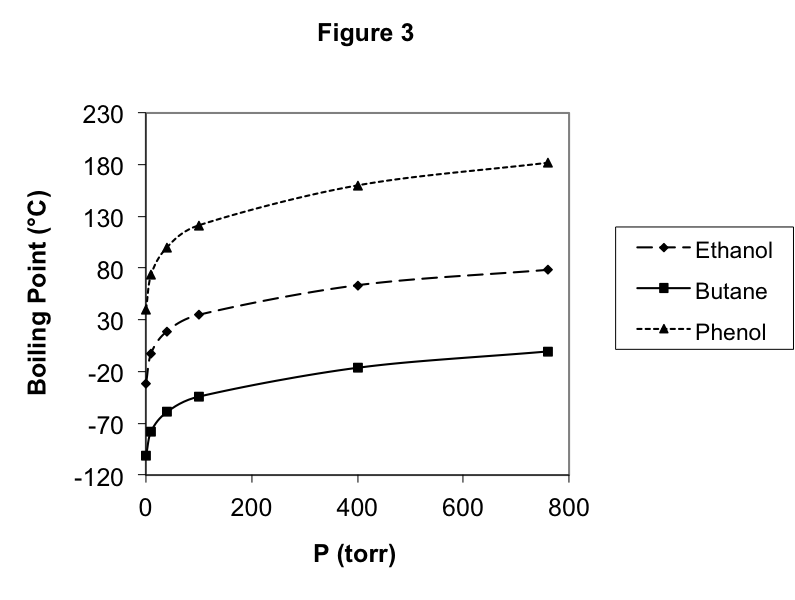 Figure 3
230
180
130
80
30
-20
-70
-120
Boiling Point (°C)
0 200 400 600 800
P (torr)
Ethanol
Butane
Phenol